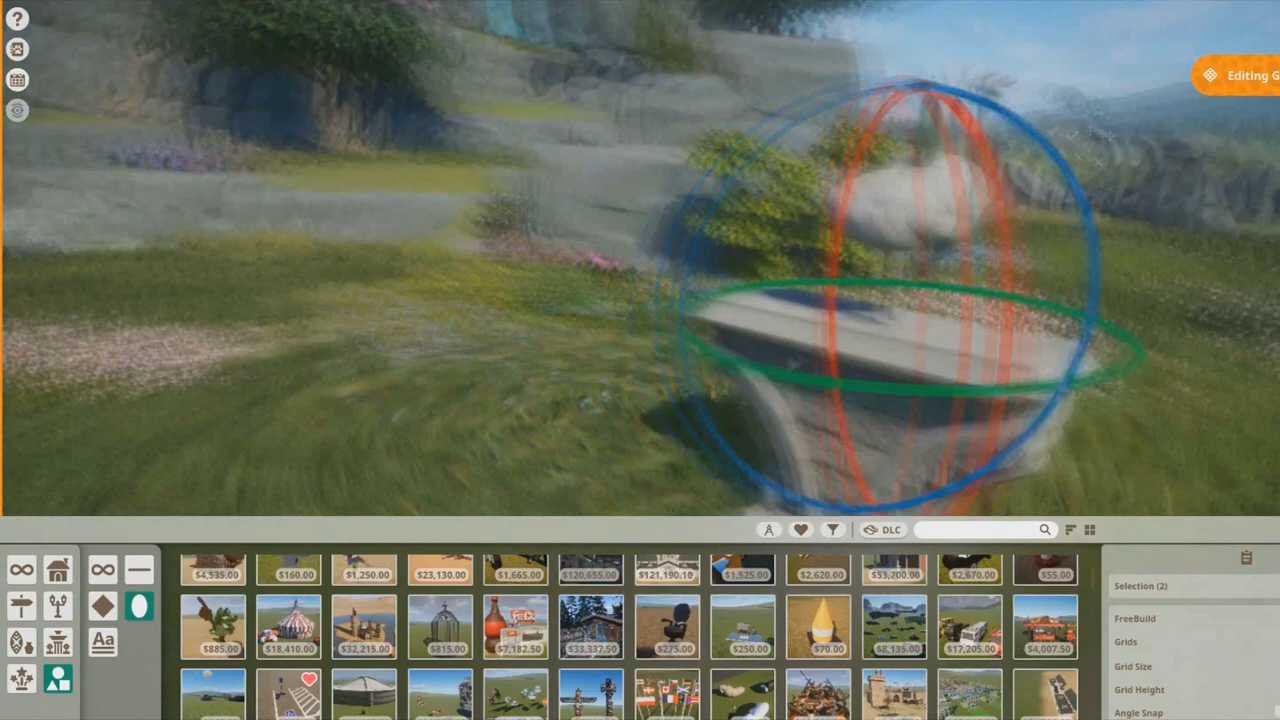 ?
Editing G
DLC
$4,535.00 $160.00 $1,250.00 $23,130.00 $1,665.00 $120,655.00 $121,190.10 $1,525.00 $2,620.00 $53,700.00 $2,670.00 $55.00
Selection (2)
$885.00 $18,410.00 $32,215.00 $815.00 $7,182.50 $33,337.50 $275.00 $250.00 $70.00 $8,135.00 $17,205.00 $4,007.50
FreeBuild
Aa
Grids
Grid Size
Grid Height
Angle Snap